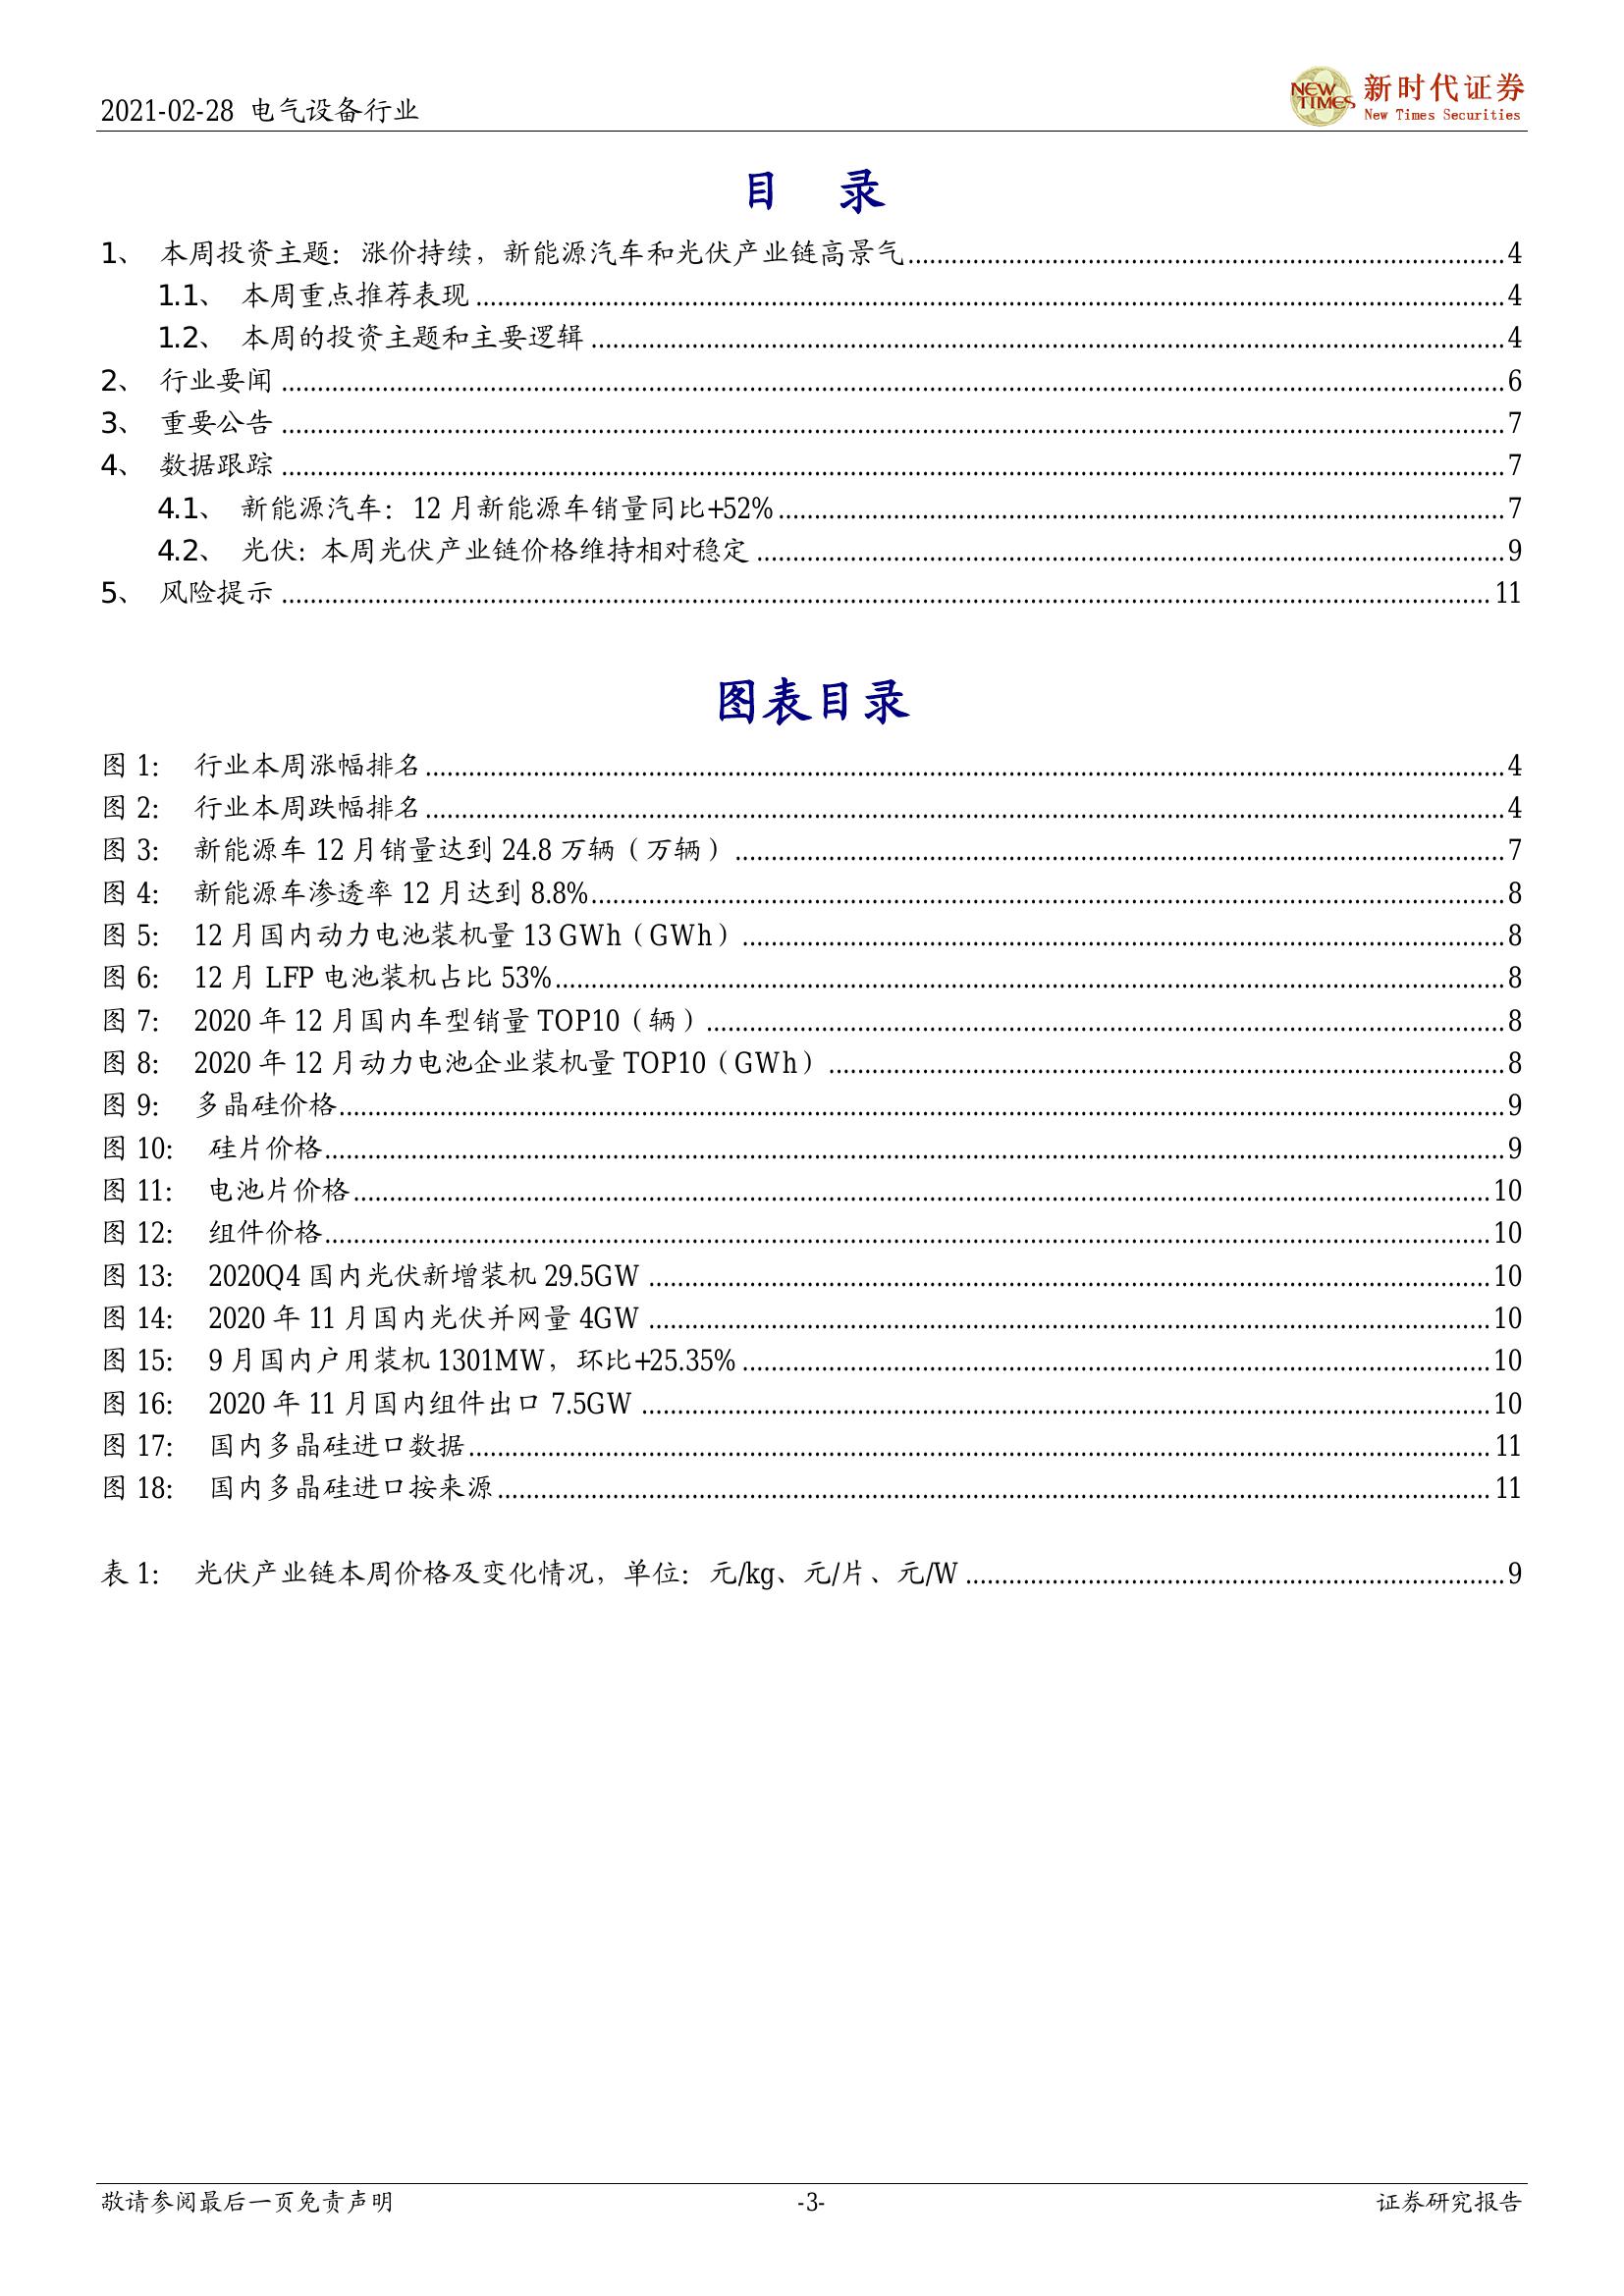 2021-02-28 电气设备行业
NEW TIMES 新时代证券
New Times Securities
目 录
1、 本周投资主题：涨价持续，新能源汽车和光伏产业链高景气 4
1.1、 本周重点推荐表现 4
1.2、 本周的投资主题和主要逻辑 4
2、 行业要闻 6
3、 重要公告 7
4、 数据跟踪 7
4.1、 新能源汽车：12 月新能源车销量同比+52% 7
4.2、 光伏：本周光伏产业链价格维持相对稳定 9
5、 风险提示 11
图表目录
图 1： 行业本周涨幅排名 4
图 2： 行业本周跌幅排名 4
图 3： 新能源车 12 月销量达到 24.8 万辆（万辆） 7
图 4： 新能源车渗透率 12 月达到 8.8% 8
图 5： 12 月国内动力电池装机量 13 GWh（GWh） 8
图 6： 12 月 LFP 电池装机占比 53% 8
图 7： 2020 年 12 月国内车型销量 TOP10（辆） 8
图 8： 2020 年 12 月动力电池企业装机量 TOP10（GWh） 8
图 9： 多晶硅价格 9
图 10： 硅片价格 9
图 11： 电池片价格 10
图 12： 组件价格 10
图 13： 2020Q4 国内光伏新增装机 29.5GW 10
图 14： 2020 年 11 月国内光伏并网量 4GW 10
图 15： 9 月国内户用装机 1301MW，环比+25.35% 10
图 16： 2020 年 11 月国内组件出口 7.5GW 10
图 17： 国内多晶硅进口数据 11
图 18： 国内多晶硅进口按来源 11
表 1： 光伏产业链本周价格及变化情况，单位：元/kg、元/片、元/W 9
敬请参阅最后一页免责声明 -3- 证券研究报告